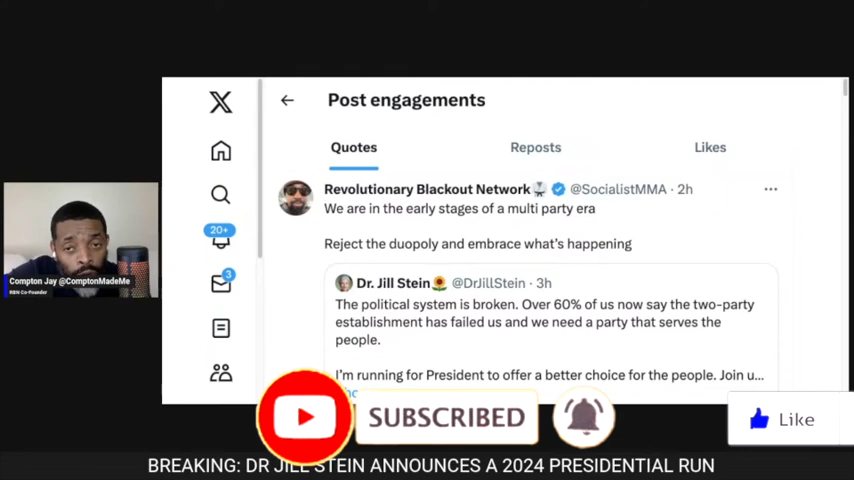 Post engagements
Quotes
Reposts
Likes
Revolutionary Blackout Network @SocialistMMA · 2h
We are in the early stages of a multi party era
Reject the duopoly and embrace what's happening
20+
3
Dr. Jill Stein @DrJillStein · 3h
The political system is broken. Over 60% of us now say the two-party
establishment has failed us and we need a party that serves the
people.
I'm running for President to offer a better choice for the people. Join u...
Compton Jay @ComptonMadeMe
RBN Co-Founder
SUBSCRIBED
Like
BREAKING: DR JILL STEIN ANNOUNCES A 2024 PRESIDENTIAL RUN